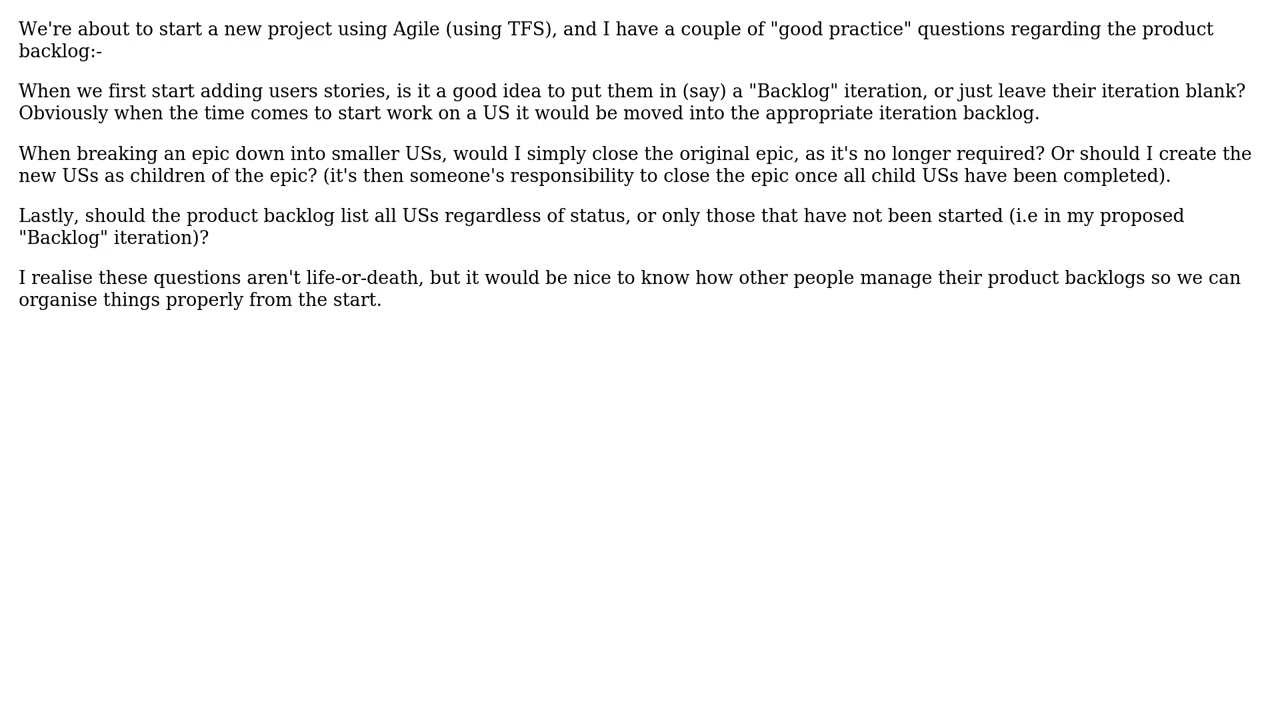 We're about to start a new project using Agile (using TFS), and I have a couple of "good practice" questions regarding the product
backlog:-
When we first start adding users stories, is it a good idea to put them in (say) a "Backlog" iteration, or just leave their iteration blank?
Obviously when the time comes to start work on a US it would be moved into the appropriate iteration backlog.
When breaking an epic down into smaller USs, would I simply close the original epic, as it's no longer required? Or should I create the
new USs as children of the epic? (it's then someone's responsibility to close the epic once all child USs have been completed).
Lastly, should the product backlog list all USs regardless of status, or only those that have not been started (i.e in my proposed
"Backlog" iteration)?
I realise these questions aren't life-or-death, but it would be nice to know how other people manage their product backlogs so we can
organise things properly from the start.